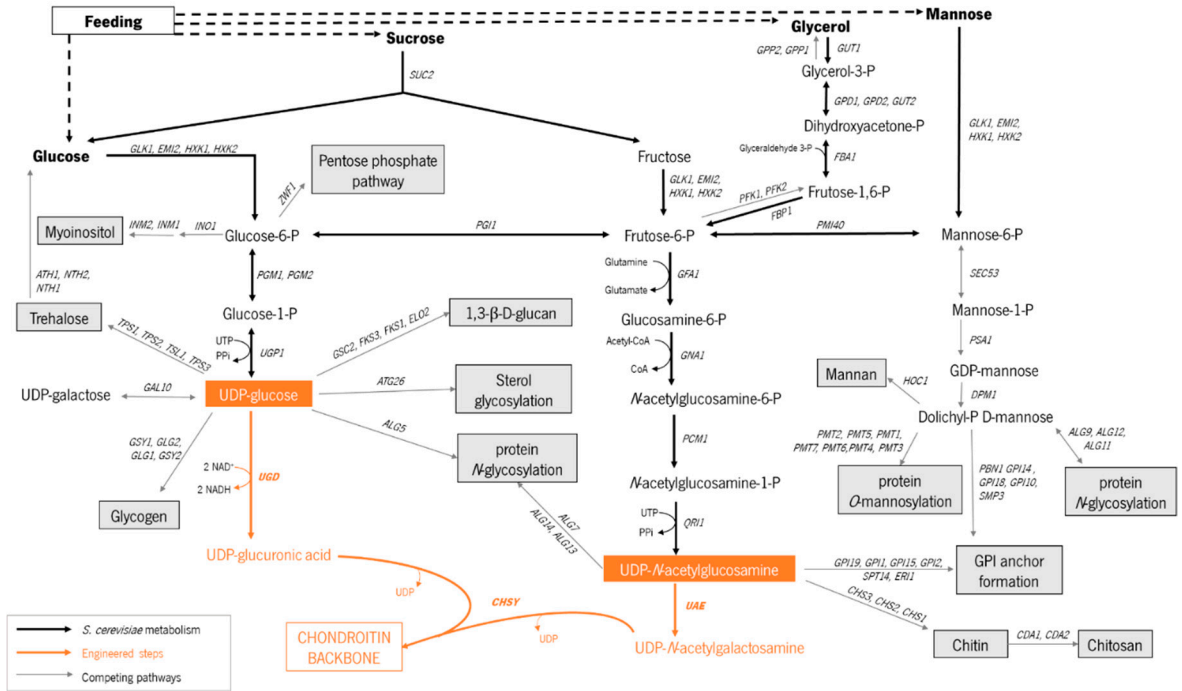 Feeding
Sucrose
Glycerol
Mannose
GPP2, GPP1
GUT1
Glycerol-3-P
SUC2
GPD1, GPD2, GUT2
Dihydroxyacetone-P
GLK1, EMI2,
HXK1, HXK2
Glyceraldehyde 3-P
FBA1
Glucose
GLK1, EMI2, HXK1, HXK2
Pentose phosphate
pathway
Fructose
GLK1, EMI2,
HXK1, HXK2
Frutose-1,6-P
ZWF1
PFK1, PFK2
FBP1
Myoinositol
INM2, INM1
INO1
Glucose-6-P
PGI1
Frutose-6-P
PMI40
Mannose-6-P
ATH1, NTH2,
NTH1
PGM1, PGM2
Glutamine
GFA1
Glutamate
SEC53
Trehalose
Glucose-1-P
1,3-β-D-glucan
Glucosamine-6-P
Mannose-1-P
TPS1, TPS2, TSL1, TPS3
UTP
PPi
UGP1
GSC2, FKS3, FKS1, ELO2
Acetyl-CoA
GNA1
CoA
PSA1
UDP-galactose
GAL10
UDP-glucose
ATG26
Sterol
glycosylation
N-acetylglucosamine-6-P
Mannan
HOC1
GDP-mannose
DPM1
Dolichyl-P D-mannose
GSY1, GLG2,
GLG1, GSY2
ALG5
PCM1
PMT2, PMT5, PMT1,
PMT7, PMT6,PMT4, PMT3
ALG9, ALG12,
ALG11
2 NAD⁺
UGD
2 NADH
protein
N-glycosylation
N-acetylglucosamine-1-P
protein
O-mannosylation
PBN1 GPI14 ,
GPI18, GPI10,
SMP3
protein
N-glycosylation
Glycogen
ALG7
ALG14, ALG13
UTP
PPi
QRI1
UDP-glucuronic acid
UDP-N-acetylglucosamine
GPI19, GPI1, GPI15, GPI2,
SPT14, ERI1
GPI anchor
formation
UDP
CHSY
UAE
CHS3, CHS2, CHS1
S. cerevisiae metabolism
Engineered steps
Competing pathways
CHONDROITIN
BACKBONE
UDP
UDP-N-acetylgalactosamine
Chitin
CDA1, CDA2
Chitosan